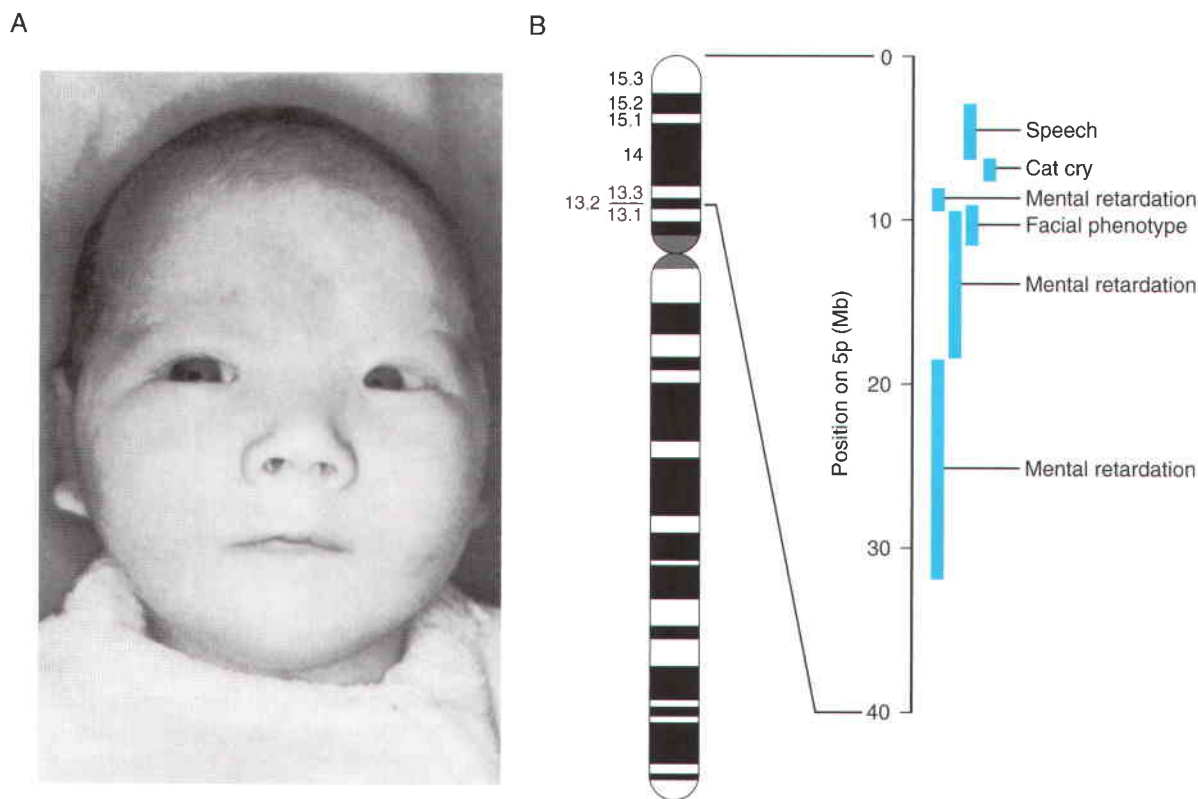 A
B
15.3
15.2
15.1
14
13.3
13.2
13.1
Position on 5p (Mb)
0
10
20
30
40
Speech
Cat cry
Mental retardation
Facial phenotype
Mental retardation
Mental retardation